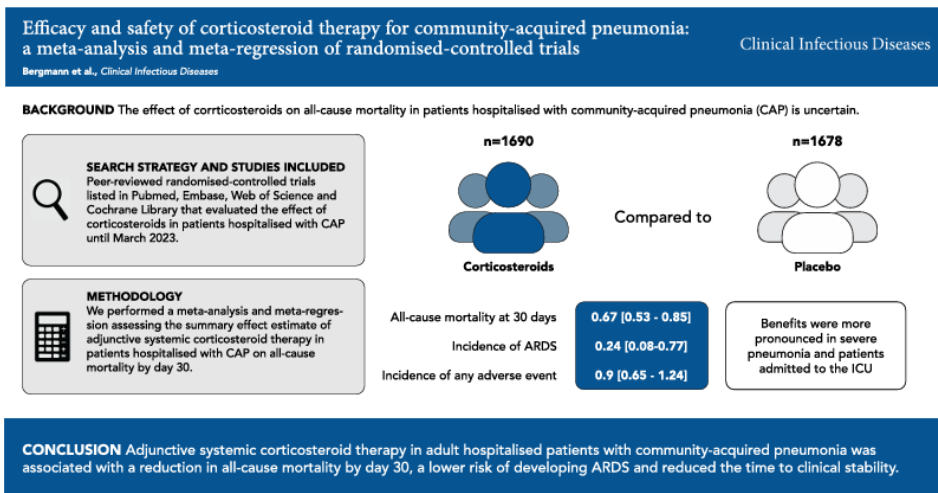 Efficacy and safety of corticosteroid therapy for community-acquired pneumonia:
a meta-analysis and meta-regression of randomised-controlled trials
Bergmann et al., Clinical Infectious Diseases
Clinical Infectious Diseases
BACKGROUND The effect of corrticosteroids on all-cause mortality in patients hospitalised with community-acquired pneumonia (CAP) is uncertain.
SEARCH STRATEGY AND STUDIES INCLUDED
Peer-reviewed randomised-controlled trials
listed in Pubmed, Embase, Web of Science and
Cochrane Library that evaluated the effect of
corticosteroids in patients hospitalised with CAP
until March 2023.
n=1690
Corticosteroids
Compared to
n=1678
Placebo
METHODOLOGY
We performed a meta-analysis and meta-regres-
sion assessing the summary effect estimate of
adjunctive systemic corticosteroid therapy in
patients hospitalised with CAP on all-cause
mortality by day 30.
All-cause mortality at 30 days 0.67 [0.53 - 0.85]
Incidence of ARDS 0.24 [0.08-0.77]
Incidence of any adverse event 0.9 [0.65 - 1.24]
Benefits were more
pronounced in severe
pneumonia and patients
admitted to the ICU
CONCLUSION Adjunctive systemic corticosteroid therapy in adult hospitalised patients with community-acquired pneumonia was
associated with a reduction in all-cause mortality by day 30, a lower risk of developing ARDS and reduced the time to clinical stability.